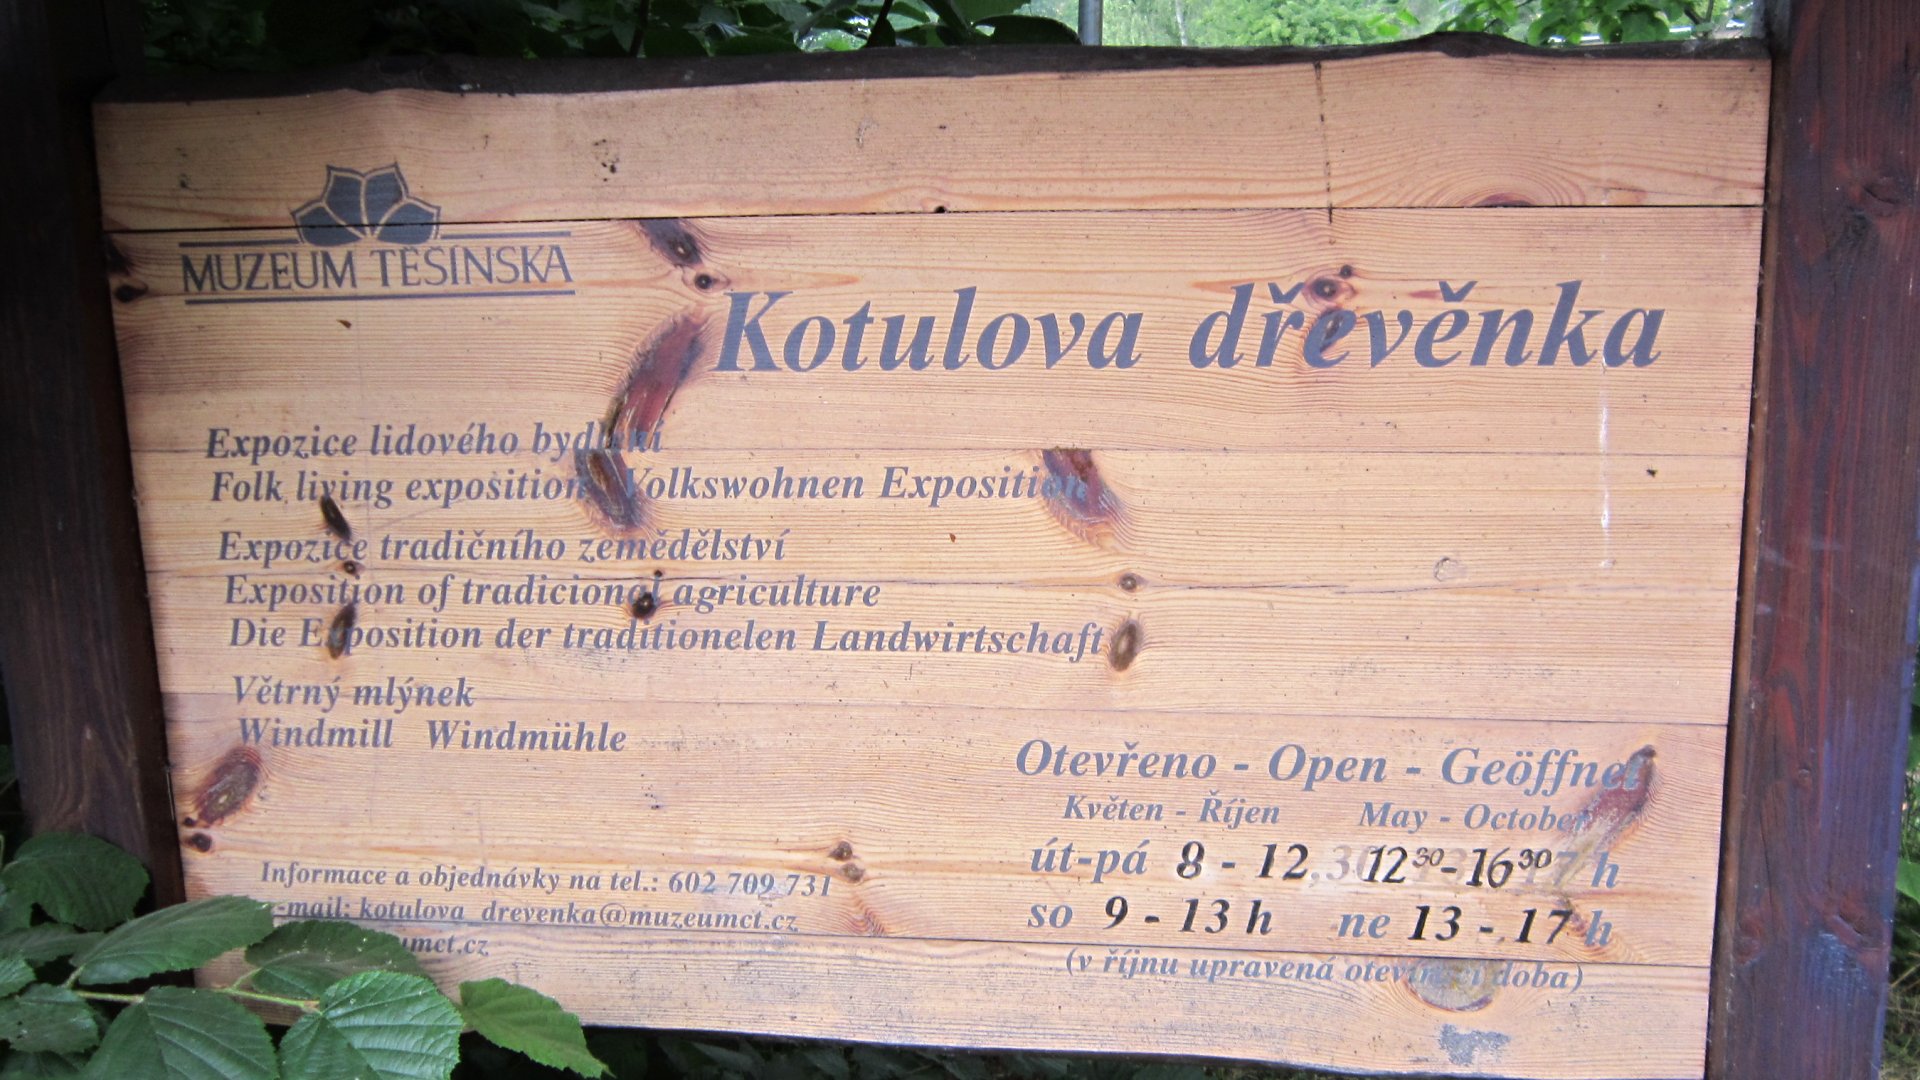 MUZEUM TĚŠÍNSKA
Kotulova dřevěnka
Expozice lidového bydlení
Folk living exposition Volkswohnen Exposition
Expozice tradičního zemědělství
Exposition of tradicional agriculture
Die Exposition der traditionelen Landwirtschaft
Větrný mlýnek
Windmill Windmühle
Otevřeno - Open - Geöffnet
Květen - Říjen May - October
út-pá 8 - 12, 12³⁰-16³⁰ h
so 9 - 13 h ne 13 - 17 h
(v říjnu upravená otevírací doba)
Informace a objednávky na tel.: 602 709 731
e-mail: kotulova_drevenka@muzeumct.cz